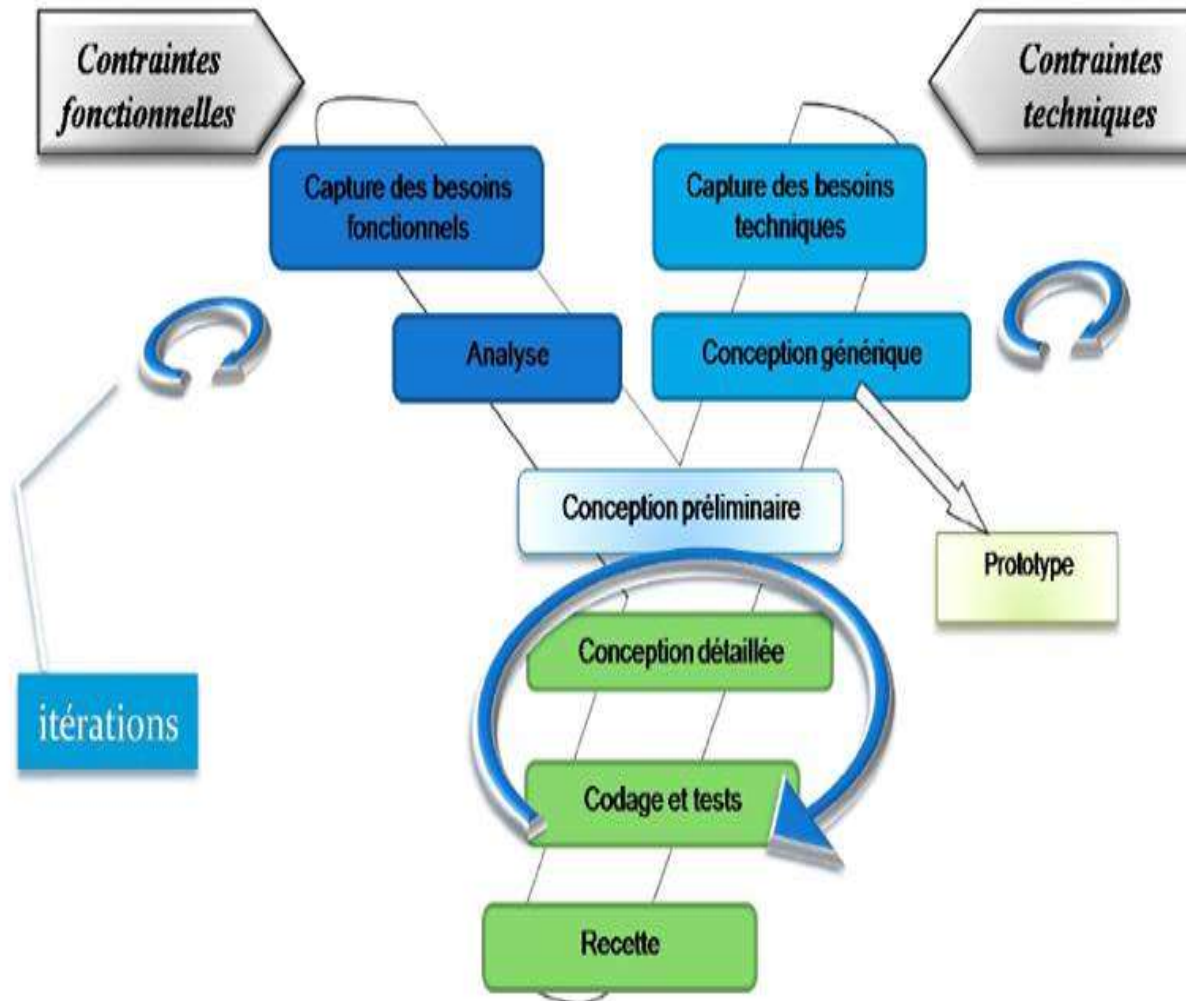 Contraintes
fonctionnelles
Contraintes
techniques
Capture des besoins
fonctionnels
Capture des besoins
techniques
Analyse
Conception générique
Conception préliminaire
Prototype
Conception détaillée
itérations
Codage et tests
Recette